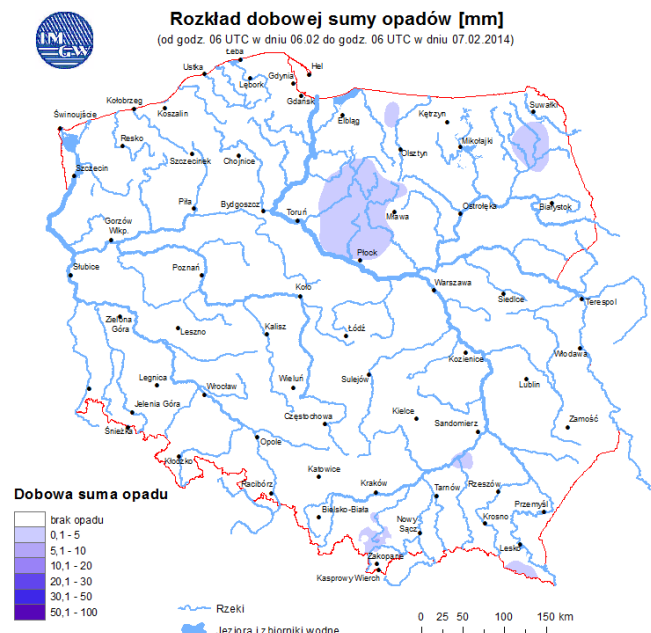 Rozkład dobowej sumy opadów [mm]
(od godz. 06 UTC w dniu 06.02 do godz. 06 UTC w dniu 07.02.2014)
IM
GW
Łeba
Ustka
Hel
Gdynia
Lębork
Gdańsk
Kołobrzeg
Koszalin
Świnoujście
Elbląg
Kętrzyn
Suwałki
Resko
Szczecinek
Chojnice
Olsztyn
Mikołajki
Szczecin
Piła
Bydgoszcz
Toruń
Mława
Ostrołęka
Białystok
Gorzów
Wlkp.
Płock
Słubice
Poznań
Koło
Warszawa
Siedlce
Terespol
Zielona
Góra
Leszno
Kalisz
Łódź
Kozienice
Włodawa
Legnica
Wrocław
Wieluń
Sulejów
Lublin
Jelenia Góra
Śnieżka
Częstochowa
Kielce
Sandomierz
Zamość
Opole
Kłodzko
Katowice
Racibórz
Kraków
Tarnów
Rzeszów
Bielsko-Biała
Nowy
Sącz
Krosno
Przemyśl
Lesko
Zakopane
Kasprowy Wierch
Dobowa suma opadu
brak opadu
0,1 - 5
5,1 - 10
10,1 - 20
20,1 - 30
30,1 - 50
50,1 - 100
Rzeki
Jeziora i zbiorniki wodne
0 25 50 100 150 km